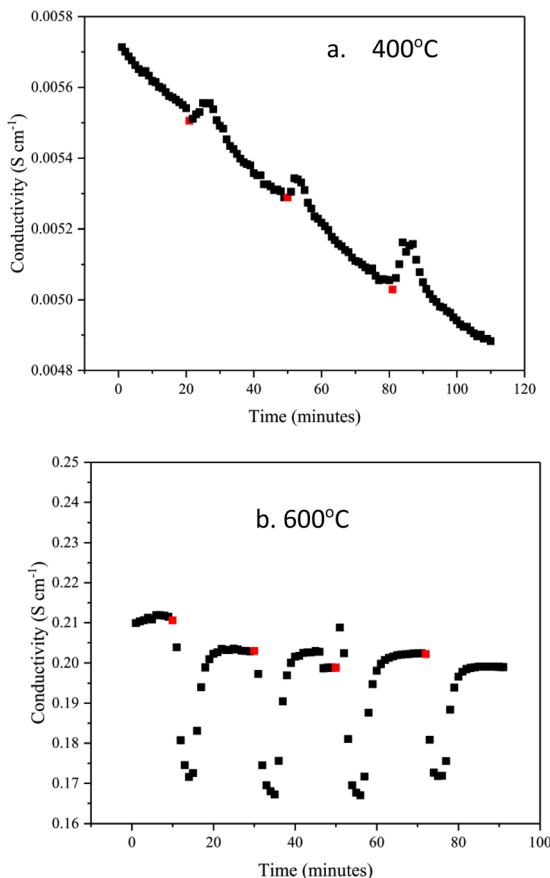 0.0058
a. 400°C
0.0056
0.0054
0.0052
0.0050
0.0048
Conductivity (S cm⁻¹)
0 20 40 60 80 100 120
Time (minutes)
0.25
0.24
b. 600°C
0.23
0.22
0.21
0.20
0.19
0.18
0.17
0.16
Conductivity (S cm⁻¹)
0 20 40 60 80 100
Time (minutes)